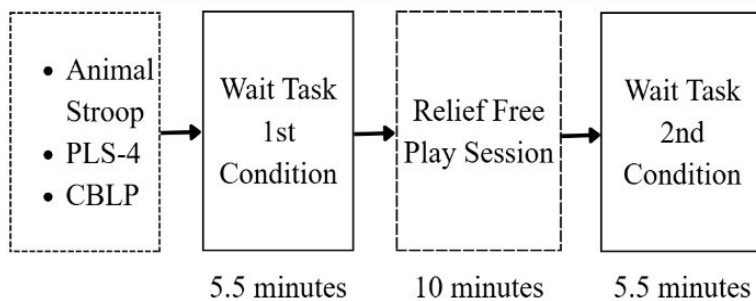 • Animal
Stroop
• PLS-4
• CBLP
Wait Task
1st
Condition
Relief Free
Play Session
Wait Task
2nd
Condition
5.5 minutes
10 minutes
5.5 minutes